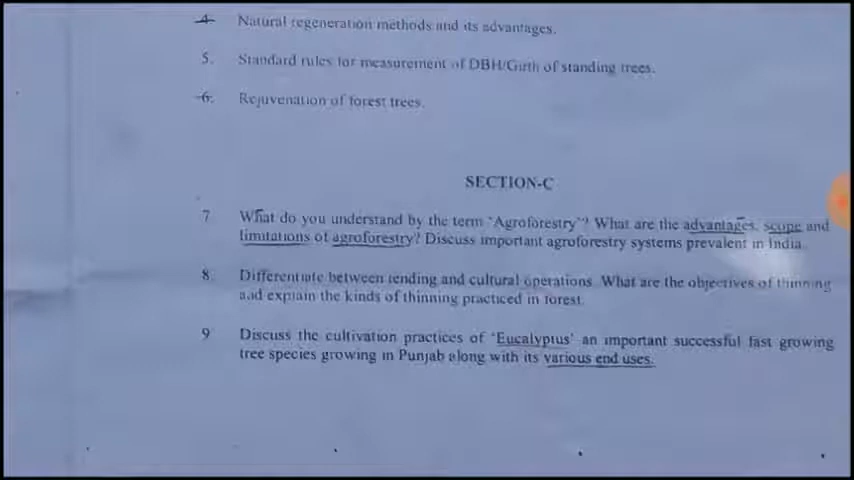 4. Natural regeneration methods and its advantages.
5. Standard rules for measurement of DBH/Girth of standing trees.
6. Rejuvenation of forest trees.
SECTION-C
7 What do you understand by the term 'Agroforestry'? What are the advantages, scope and
limitations of agroforestry? Discuss important agroforestry systems prevalent in India.
8. Differentiate between tending and cultural operations. What are the objectives of thinning
and explain the kinds of thinning practiced in forest.
9 Discuss the cultivation practices of 'Eucalyptus' an important successful fast growing
tree species growing in Punjab along with its various end uses.